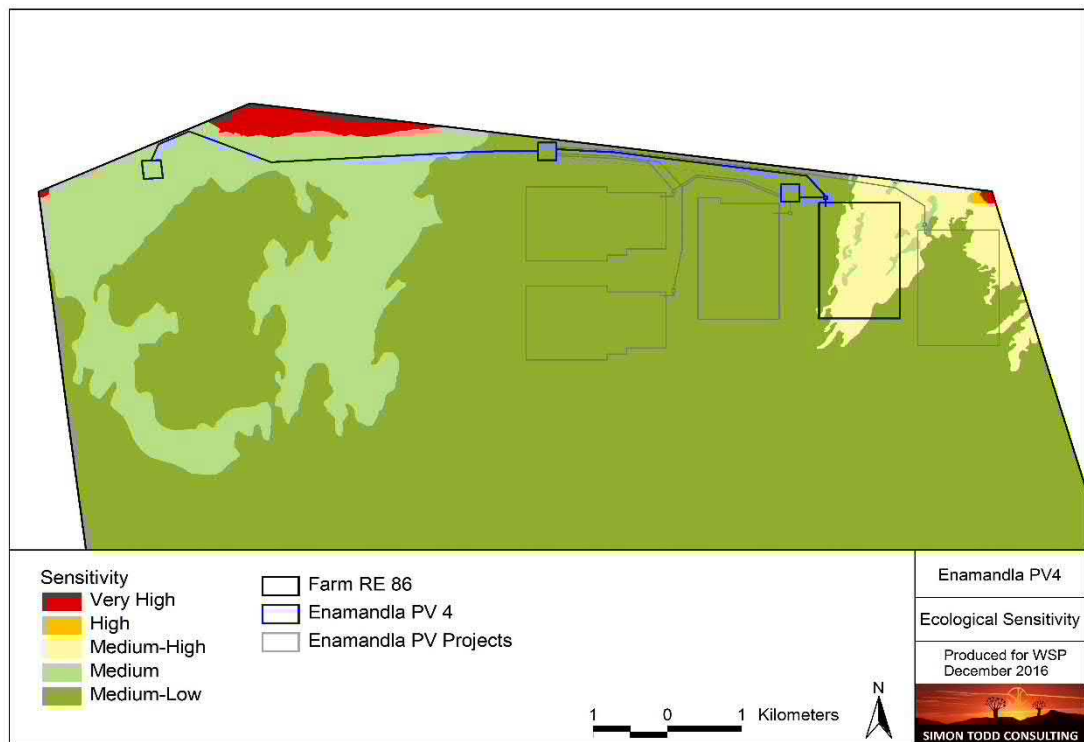 Sensitivity
Very High
High
Medium-High
Medium
Medium-Low
Farm RE 86
Enamandla PV 4
Enamandla PV Projects
1 0 1 Kilometers
N
Enamandla PV4
Ecological Sensitivity
Produced for WSP
December 2016
SIMON TODD CONSULTING